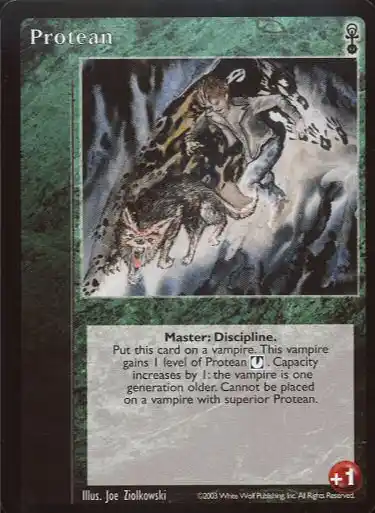 Protean
Master: Discipline.
Put this card on a vampire. This vampire
gains 1 level of Protean . Capacity
increases by 1: the vampire is one
generation older. Cannot be placed
on a vampire with superior Protean.
+1
Illus. Joe Ziolkowski
©2003 White Wolf Publishing, Inc. All Rights Reserved.